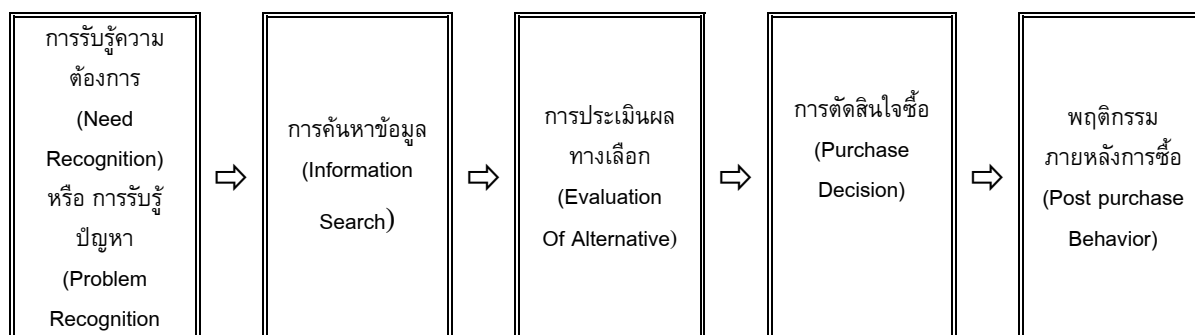 การรับรู้ความ
ต้องการ
(Need
Recognition)
หรือ การรับรู้
ปัญหา
(Problem
Recognition
การค้นหาข้อมูล
(Information
Search)
การประเมินผล
ทางเลือก
(Evaluation
Of Alternative)
การตัดสินใจซื้อ
(Purchase
Decision)
พฤติกรรม
ภายหลังการซื้อ
(Post purchase
Behavior)